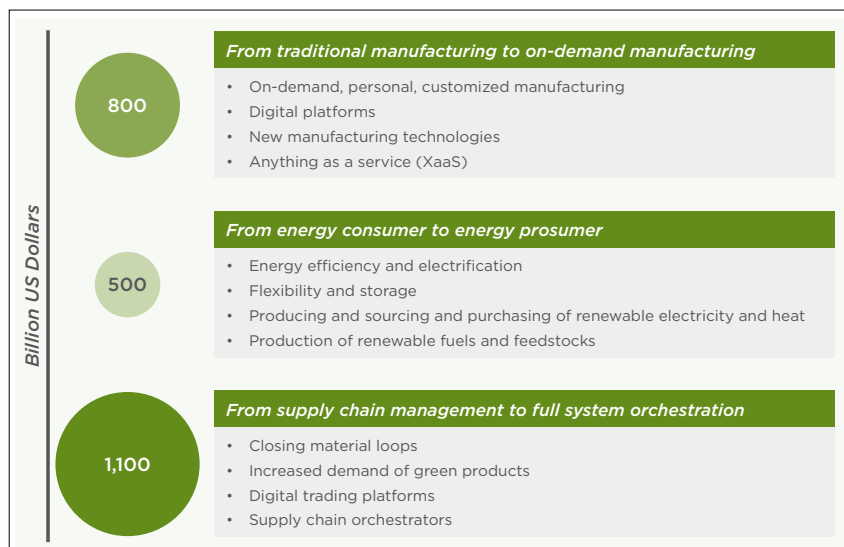 Billion US Dollars
800
From traditional manufacturing to on-demand manufacturing
• On-demand, personal, customized manufacturing
• Digital platforms
• New manufacturing technologies
• Anything as a service (XaaS)
500
From energy consumer to energy prosumer
• Energy efficiency and electrification
• Flexibility and storage
• Producing and sourcing and purchasing of renewable electricity and heat
• Production of renewable fuels and feedstocks
1,100
From supply chain management to full system orchestration
• Closing material loops
• Increased demand of green products
• Digital trading platforms
• Supply chain orchestrators